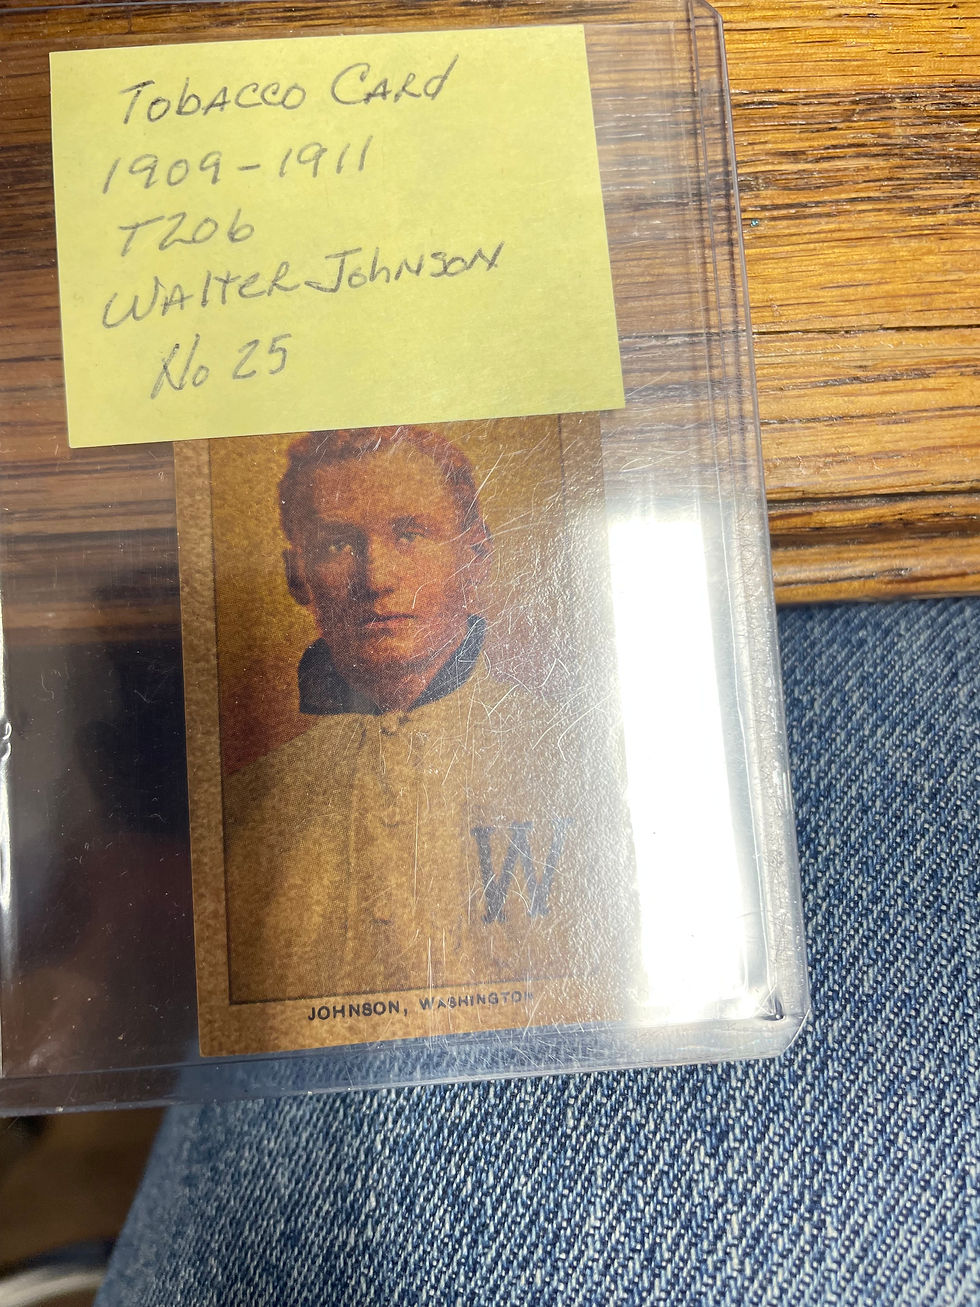 Tobacco Card
1909-1911
T206
Walter Johnson
No 25
W
JOHNSON, WASHINGTON